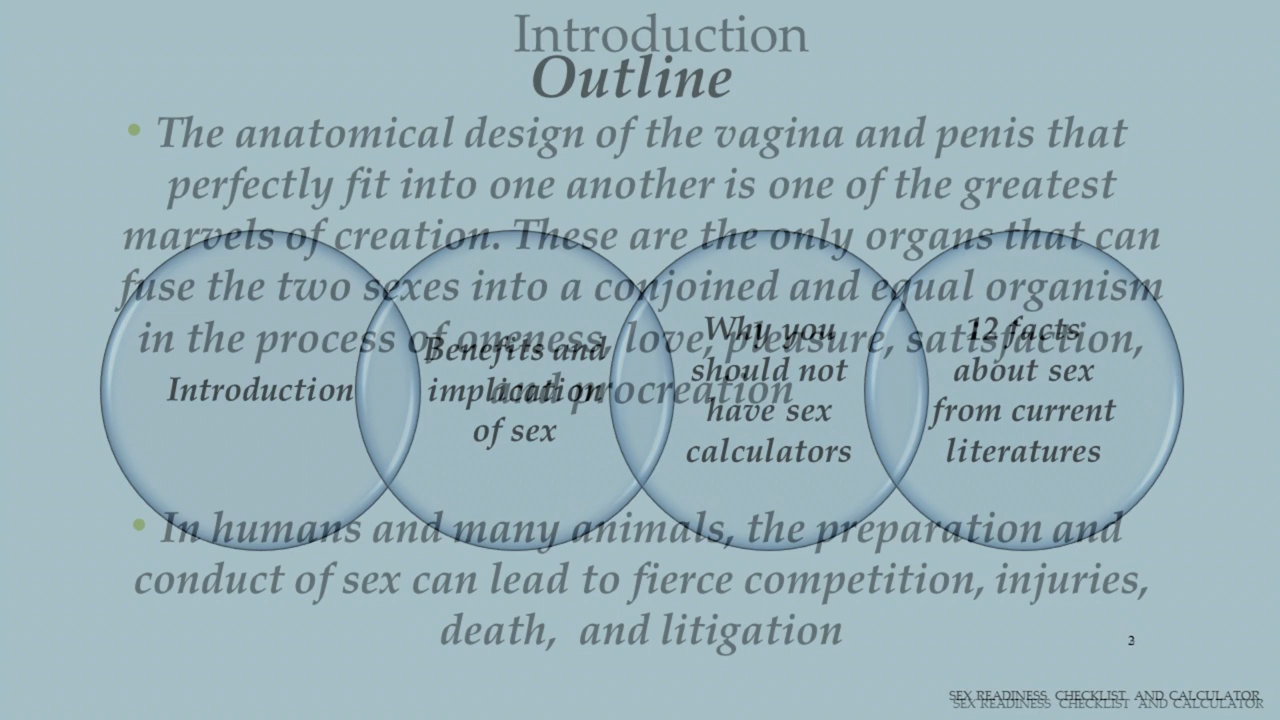 Introduction
Outline
• The anatomical design of the vagina and penis that
perfectly fit into one another is one of the greatest
marvels of creation. These are the only organs that can
fuse the two sexes into a conjoined and equal organism
in the process of oneness, love, pleasure, satisfaction,
and procreation
Introduction
Benefits and
implication
of sex
Why you
should not
have sex
calculators
12 facts
about sex
from current
literatures
• In humans and many animals, the preparation and
conduct of sex can lead to fierce competition, injuries,
death, and litigation
3
SEX READINESS, CHECKLIST, AND CALCULATOR
SEX READINESS CHECKLIST AND CALCULATOR